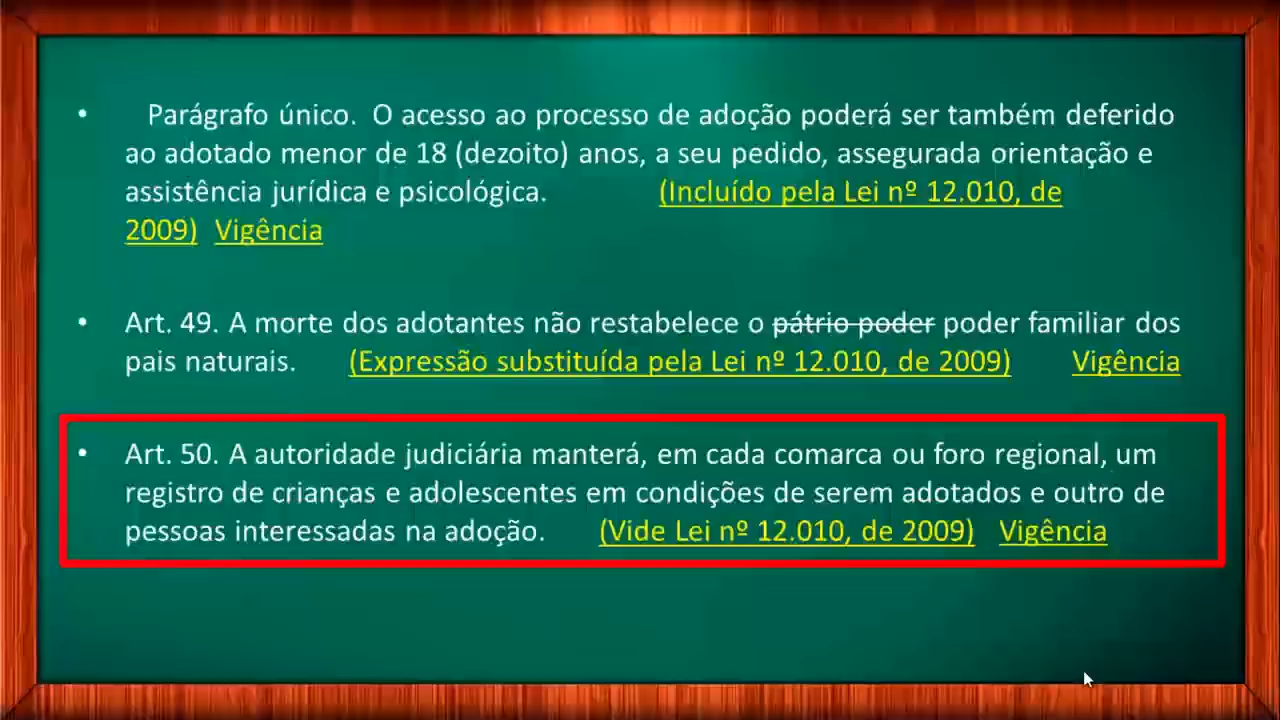 • Parágrafo único. O acesso ao processo de adoção poderá ser também deferido
ao adotado menor de 18 (dezoito) anos, a seu pedido, assegurada orientação e
assistência jurídica e psicológica. (Incluído pela Lei nº 12.010, de
2009) Vigência
• Art. 49. A morte dos adotantes não restabelece o pátrio poder poder familiar dos
pais naturais. (Expressão substituída pela Lei nº 12.010, de 2009) Vigência
• Art. 50. A autoridade judiciária manterá, em cada comarca ou foro regional, um
registro de crianças e adolescentes em condições de serem adotados e outro de
pessoas interessadas na adoção. (Vide Lei nº 12.010, de 2009) Vigência